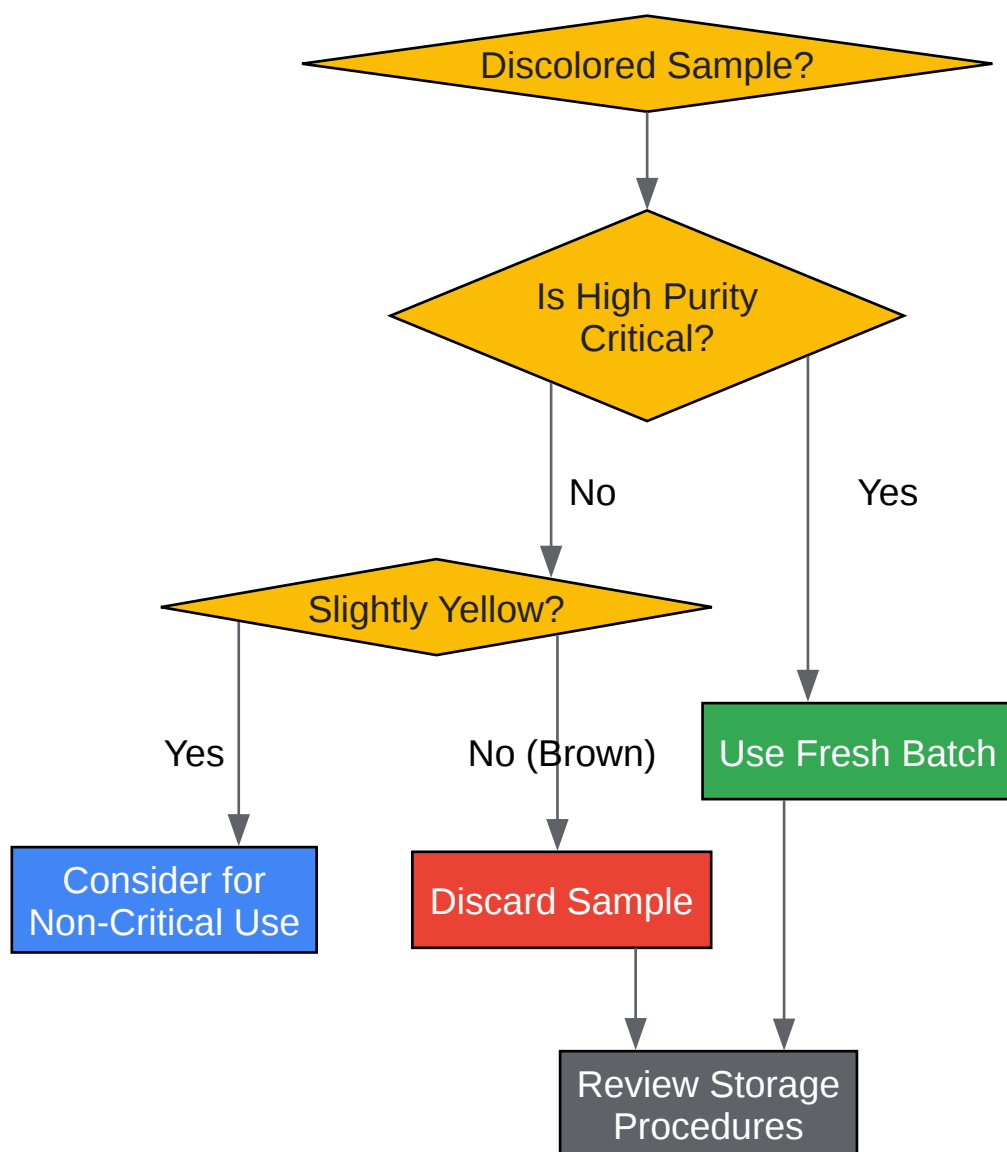 Discolored Sample?
Is High Purity
Critical?
No
Yes
Slightly Yellow?
Yes
No (Brown)
Use Fresh Batch
Consider for
Non-Critical Use
Discard Sample
Review Storage
Procedures